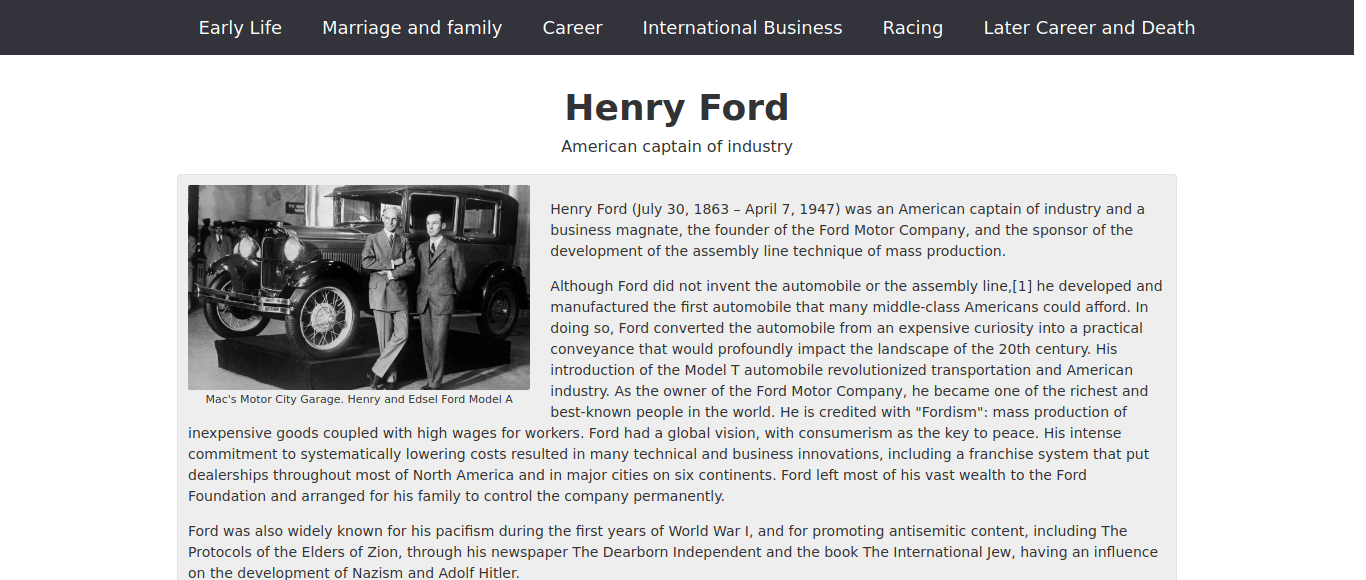 Early Life Marriage and family Career International Business Racing Later Career and Death
Henry Ford
American captain of industry
Henry Ford (July 30, 1863 – April 7, 1947) was an American captain of industry and a
business magnate, the founder of the Ford Motor Company, and the sponsor of the
development of the assembly line technique of mass production.
Although Ford did not invent the automobile or the assembly line,[1] he developed and
manufactured the first automobile that many middle-class Americans could afford. In
doing so, Ford converted the automobile from an expensive curiosity into a practical
conveyance that would profoundly impact the landscape of the 20th century. His
introduction of the Model T automobile revolutionized transportation and American
industry. As the owner of the Ford Motor Company, he became one of the richest and
Mac's Motor City Garage. Henry and Edsel Ford Model A
best-known people in the world. He is credited with "Fordism": mass production of
inexpensive goods coupled with high wages for workers. Ford had a global vision, with consumerism as the key to peace. His intense
commitment to systematically lowering costs resulted in many technical and business innovations, including a franchise system that put
dealerships throughout most of North America and in major cities on six continents. Ford left most of his vast wealth to the Ford
Foundation and arranged for his family to control the company permanently.
Ford was also widely known for his pacifism during the first years of World War I, and for promoting antisemitic content, including The
Protocols of the Elders of Zion, through his newspaper The Dearborn Independent and the book The International Jew, having an influence
on the development of Nazism and Adolf Hitler.